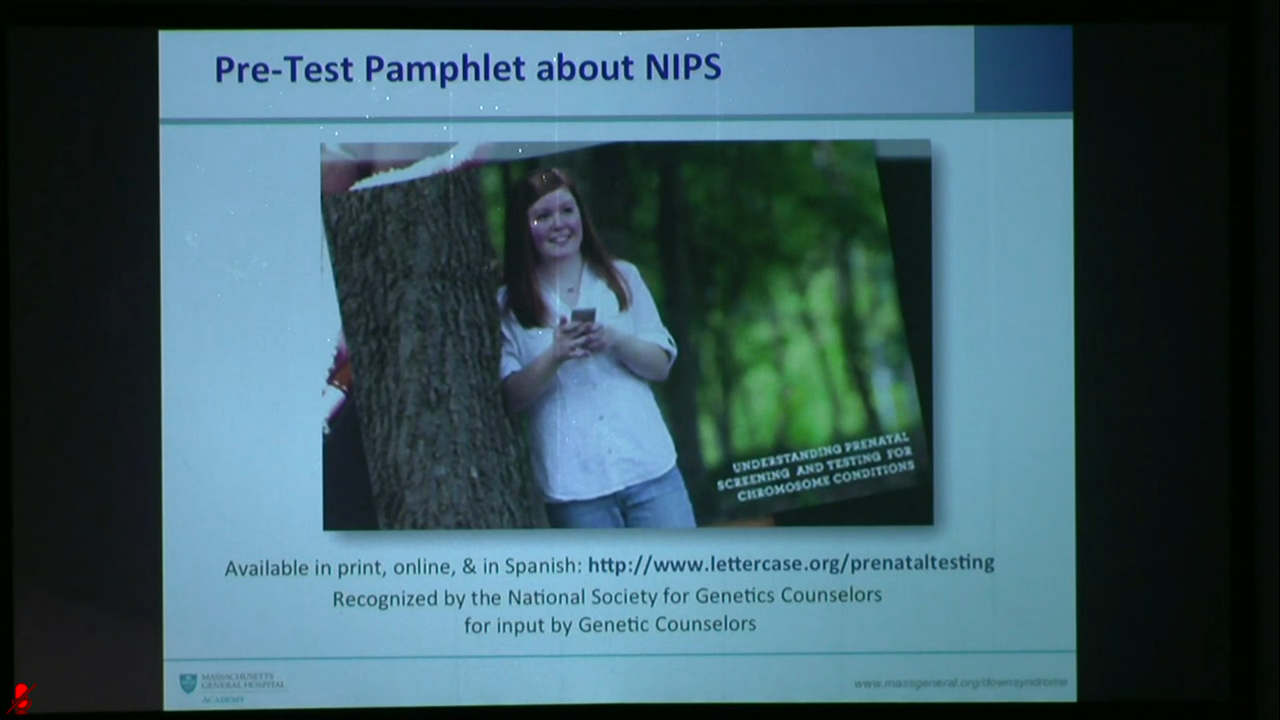 Pre-Test Pamphlet about NIPS
UNDERSTANDING PRENATAL
SCREENING AND TESTING FOR
CHROMOSOME CONDITIONS
Available in print, online, & in Spanish: http://www.lettercase.org/prenataltesting
Recognized by the National Society for Genetics Counselors
for input by Genetic Counselors
MASSACHUSETTS
GENERAL HOSPITAL
ACADEMY
www.massgeneral.org/downsyndrome